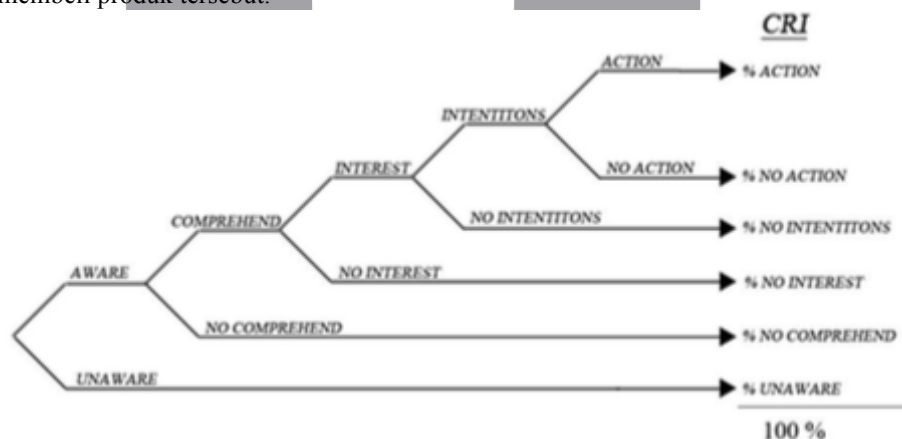 produk tersebut.
CRI
ACTION
% ACTION
INTENTITONS
INTEREST
NO ACTION
% NO ACTION
COMPREHEND
NO INTENTITONS
% NO INTENTITONS
AWARE
NO INTEREST
% NO INTEREST
NO COMPREHEND
% NO COMPREHEND
UNAWARE
% UNAWARE
100 %